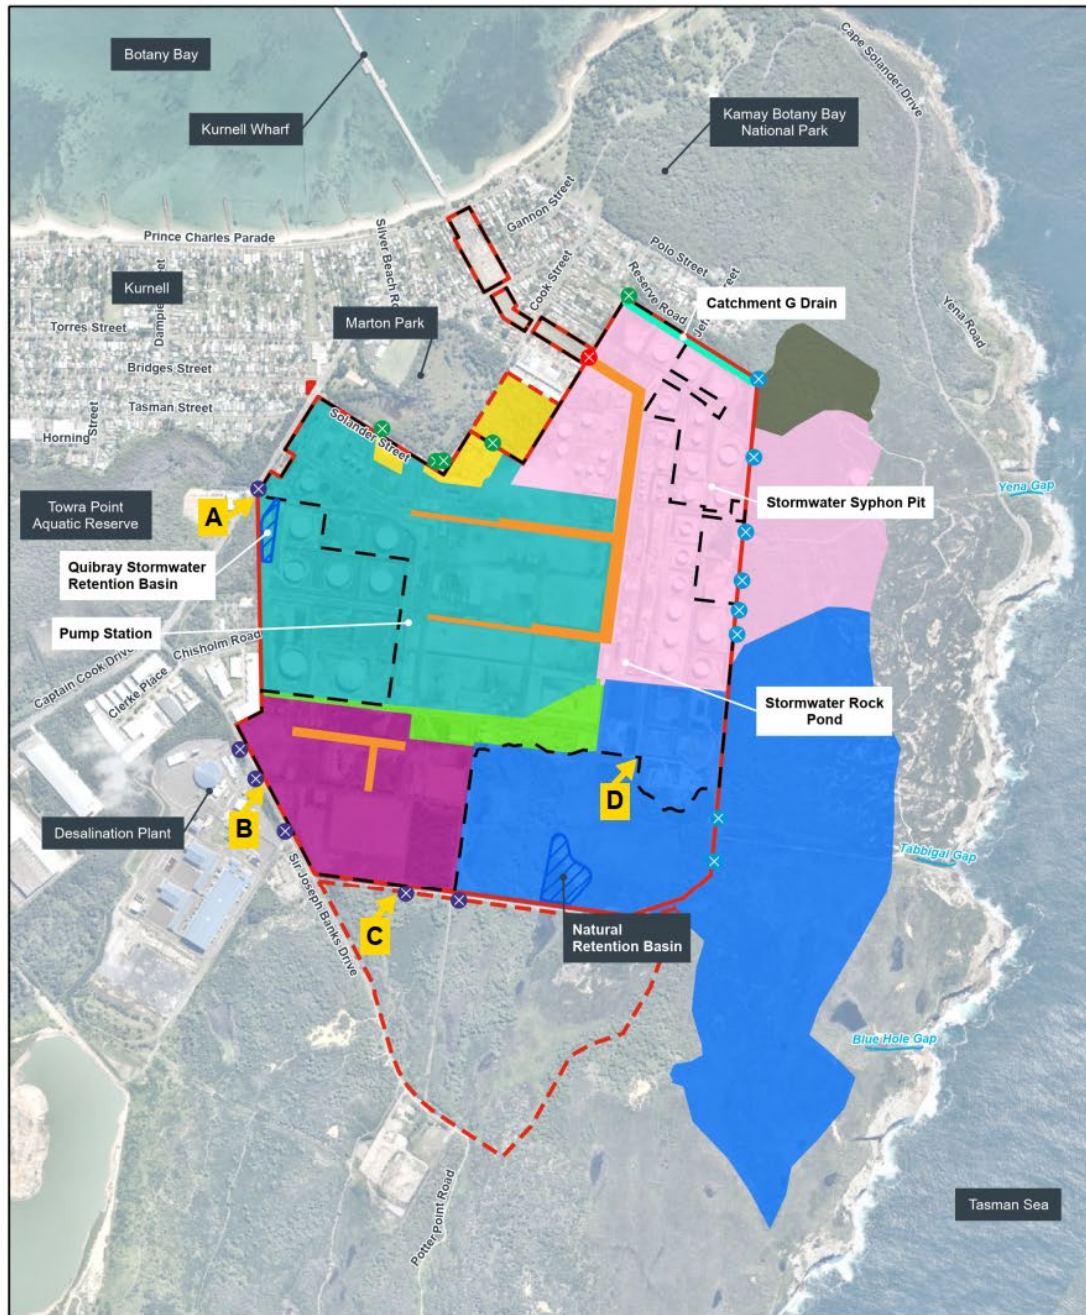 Botany Bay
Kurnell Wharf
Cape Solander Drive
Kamay Botany Bay
National Park
Gannon Street
Prince Charles Parade
Silver Beach Ro
Polo Street
Cook Street
Reserve Road
Kurnell
Catchment G Drain
Marton Park
Torres Street
Yena Road
Bridges Street
Tasman Street
Solander Street
Horning
Street
Yena Gap
Towra Point
Aquatic Reserve
A
Stormwater Syphon Pit
Quibray Stormwater
Retention Basin
Pump Station
Chisholm Road
Captain Cook Drive
Clerke Place
Stormwater Rock
Pond
D
B
Desalination Plant
Tabbigai Gap
Sir Joseph Banks Drive
C
Natural
Retention Basin
Blue Hole Gap
Potter Point Road
Tasman Sea